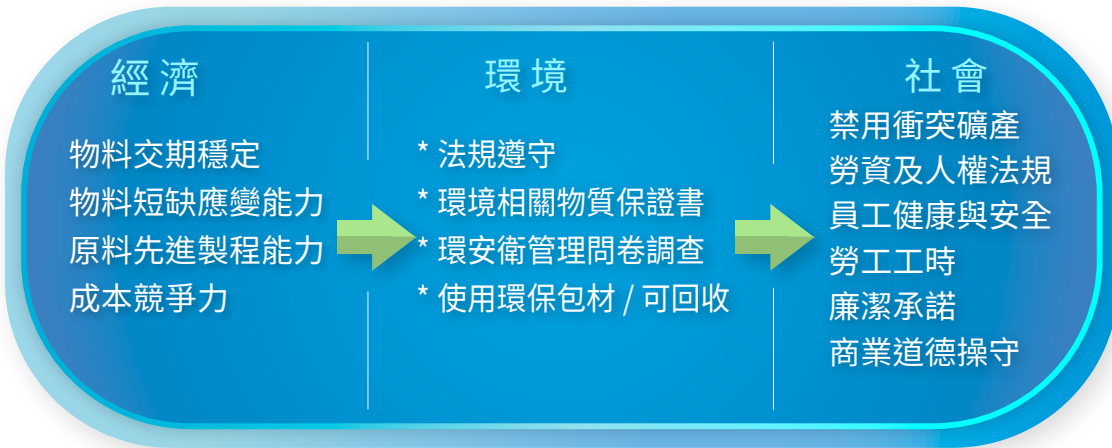 經濟
物料交期穩定
物料短缺應變能力
原料先進製程能力
成本競爭力
環境
* 法規遵守
* 環境相關物質保證書
* 環安衛管理問卷調查
* 使用環保包材 / 可回收
社會
禁用衝突礦產
勞資及人權法規
員工健康與安全
勞工工時
廉潔承諾
商業道德操守